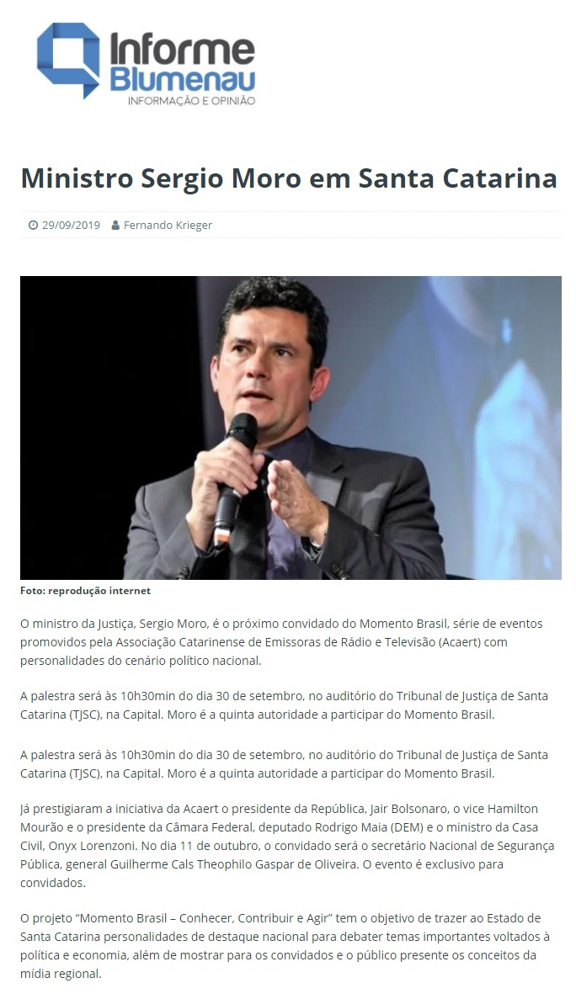 Informe
Blumenau
INFORMAÇÃO E OPINIÃO
Ministro Sergio Moro em Santa Catarina
29/09/2019 Fernando Krieger
Foto: reprodução internet
O ministro da Justiça, Sergio Moro, é o próximo convidado do Momento Brasil, série de eventos
promovidos pela Associação Catarinense de Emissoras de Rádio e Televisão (Acaert) com
personalidades do cenário político nacional.
A palestra será às 10h30min do dia 30 de setembro, no auditório do Tribunal de Justiça de Santa
Catarina (TJSC), na Capital. Moro é a quinta autoridade a participar do Momento Brasil.
A palestra será às 10h30min do dia 30 de setembro, no auditório do Tribunal de Justiça de Santa
Catarina (TJSC), na Capital. Moro é a quinta autoridade a participar do Momento Brasil.
Já prestigiaram a iniciativa da Acaert o presidente da República, Jair Bolsonaro, o vice Hamilton
Mourão e o presidente da Câmara Federal, deputado Rodrigo Maia (DEM) e o ministro da Casa
Civil, Onyx Lorenzoni. No dia 11 de outubro, o convidado será o secretário Nacional de Segurança
Pública, general Guilherme Cals Theophilo Gaspar de Oliveira. O evento é exclusivo para
convidados.
O projeto “Momento Brasil – Conhecer, Contribuir e Agir” tem o objetivo de trazer ao Estado de
Santa Catarina personalidades de destaque nacional para debater temas importantes voltados à
política e economia, além de mostrar para os convidados e o público presente os conceitos da
mídia regional.